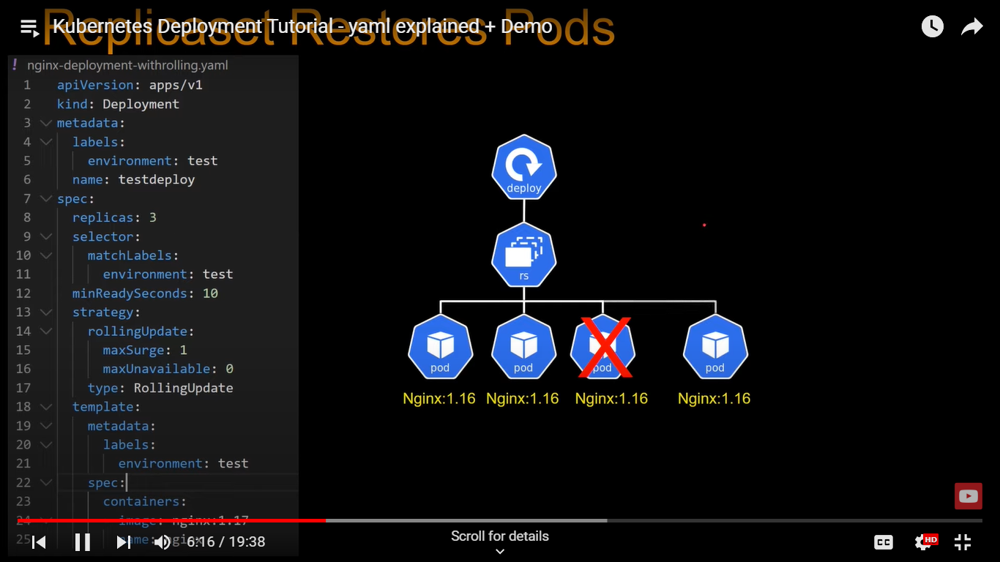 Replicaset Restores Pods
Kubernetes Deployment Tutorial - yaml explained + Demo
! nginx-deployment-withrolling.yaml
1 apiVersion: apps/v1
2 kind: Deployment
3 metadata:
4 labels:
5 environment: test
6 name: testdeploy
7 spec:
8 replicas: 3
9 selector:
10 matchLabels:
11 environment: test
12 minReadySeconds: 10
13 strategy:
14 rollingUpdate:
15 maxSurge: 1
16 maxUnavailable: 0
17 type: RollingUpdate
18 template:
19 metadata:
20 labels:
21 environment: test
22 spec:
23 containers:
24 image: nginx:1.17
25 name: nginx
deploy
rs
pod pod pod pod
Nginx:1.16 Nginx:1.16 Nginx:1.16 Nginx:1.16
6:16 / 19:38
Scroll for details
CC
HD